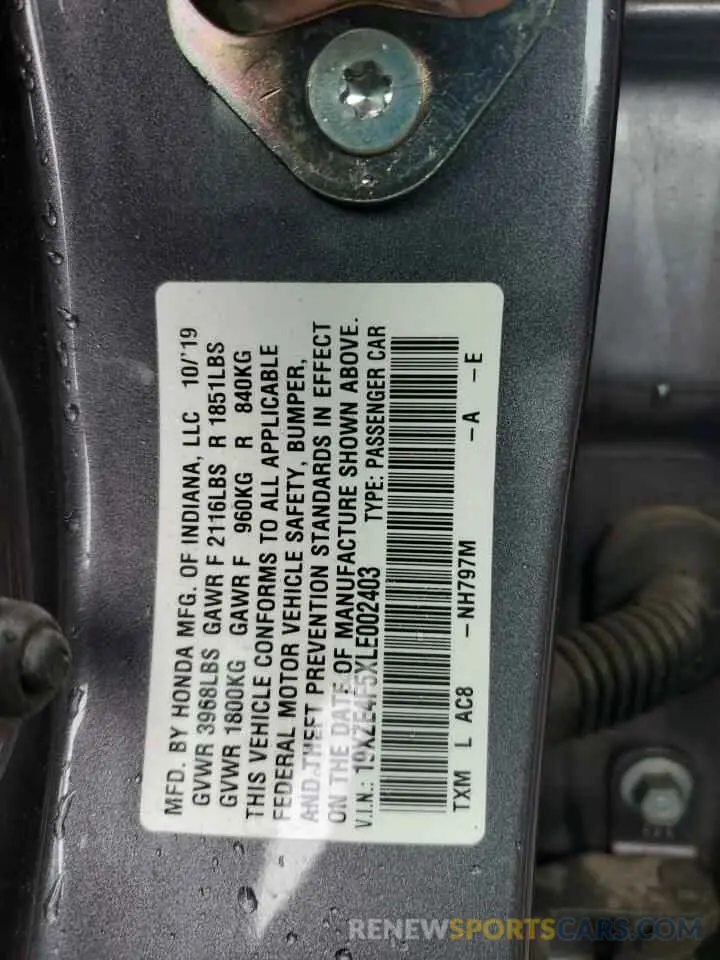 MFD. BY HONDA MFG. OF INDIANA, LLC 10/'19
GVWR 3968LBS GAWR F 2116LBS R 1851LBS
GVWR 1800KG GAWR F 960KG R 840KG
THIS VEHICLE CONFORMS TO ALL APPLICABLE
FEDERAL MOTOR VEHICLE SAFETY, BUMPER,
AND THEFT PREVENTION STANDARDS IN EFFECT
ON THE DATE OF MANUFACTURE SHOWN ABOVE.
V.I.N.: 19XZE4F5XLE002403 TYPE: PASSENGER CAR
TXM L AC8 -NH797M -A -E
RENEWSPORTSCARS.COM